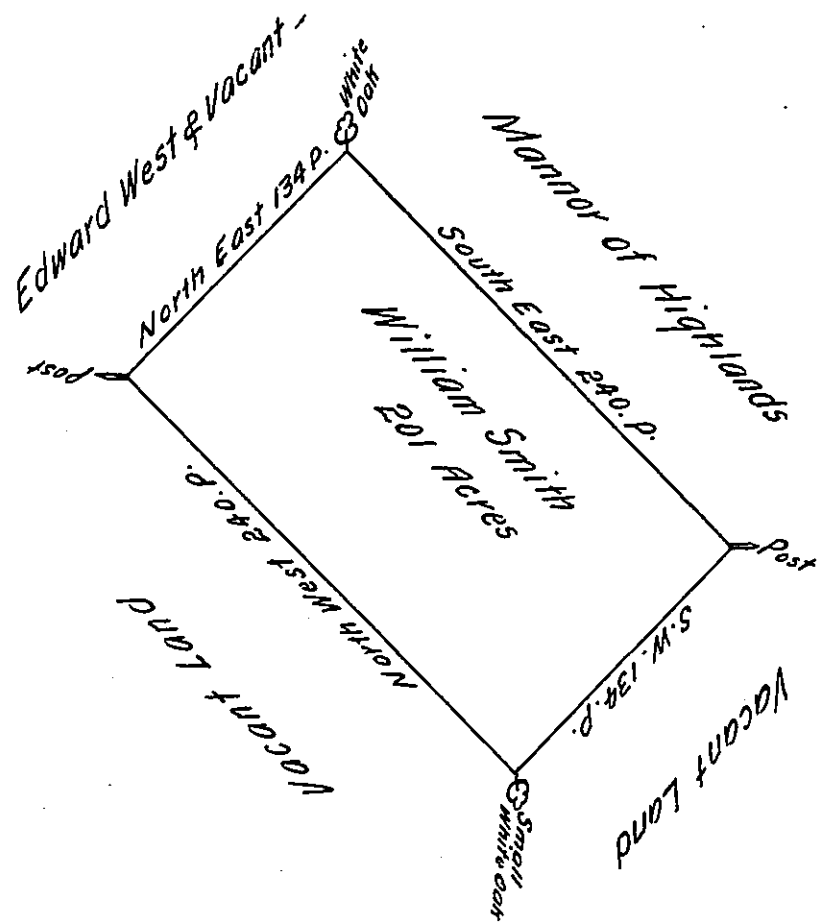 Edward West & Vacant -
White
Oak
North East 134 P.
Mannor of Highlands
South East 240. P.
William Smith
201 Acres
Post
Post
North West 240. P.
S.W. 134. P.
Vacant Land
Vacant Land
Small
White Oak